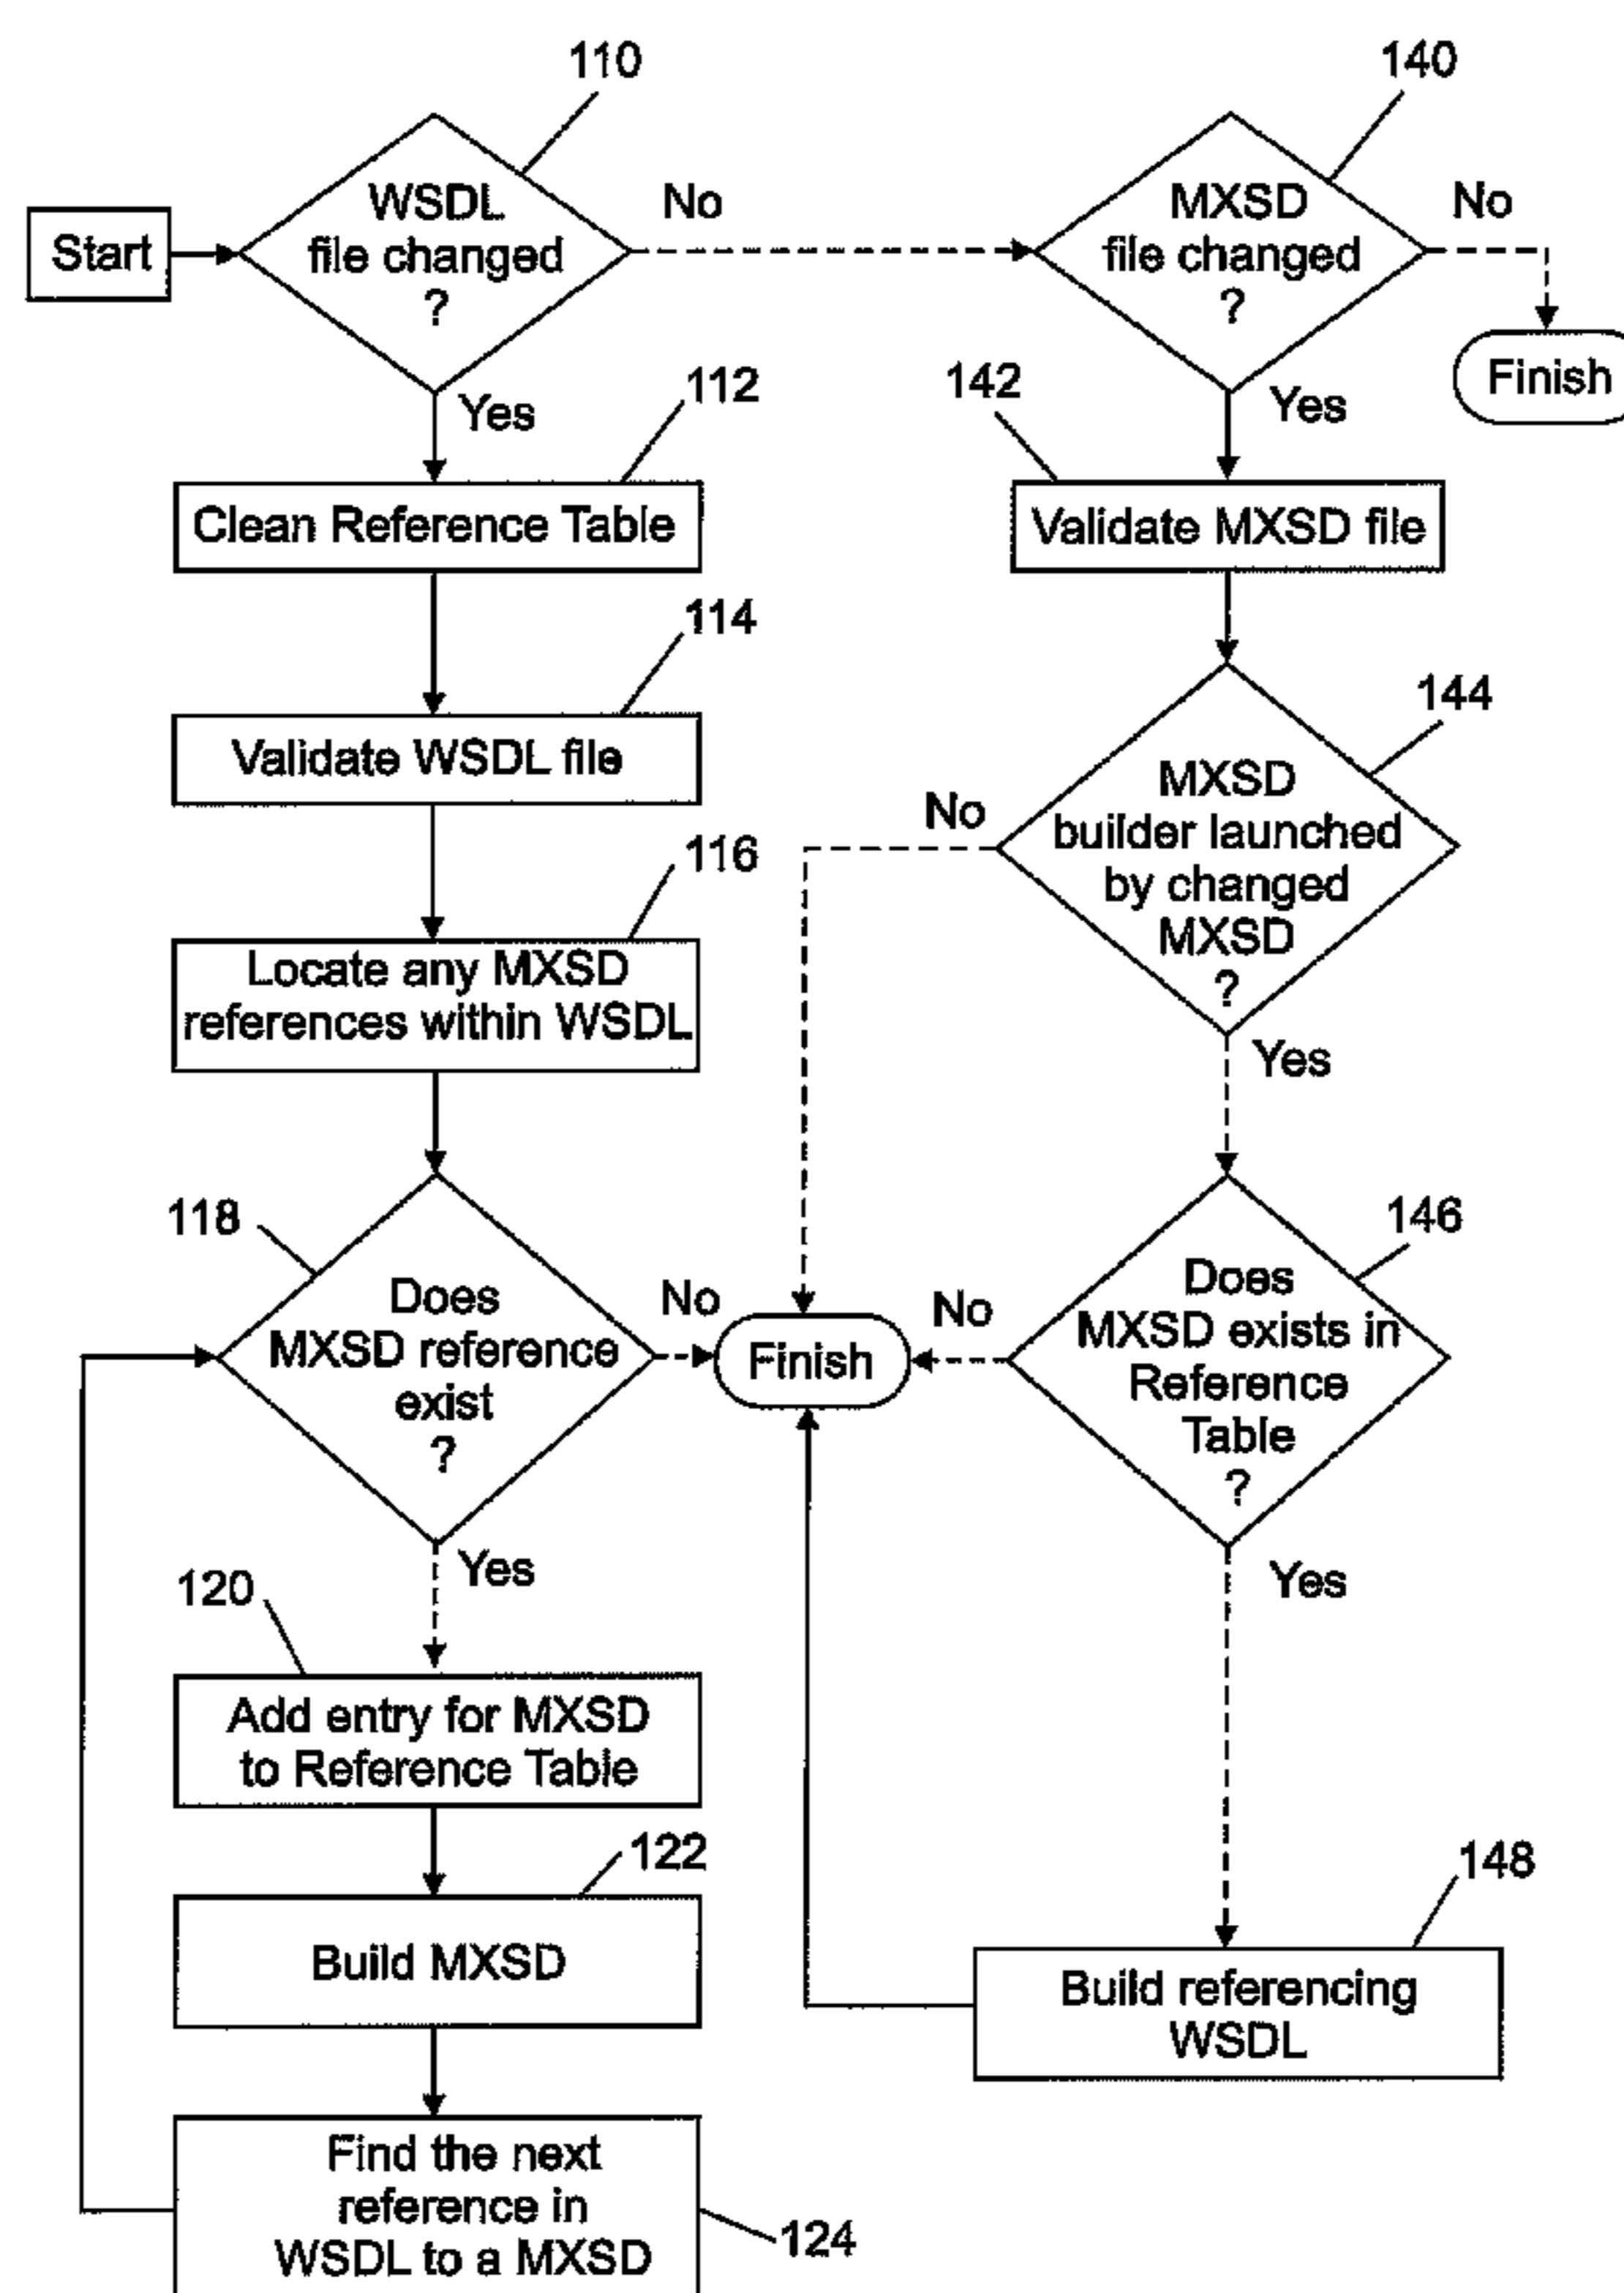 110
140
Start
WSDL
file changed
?
No
MXSD
file changed
?
No
Finish
Yes
112
Clean Reference Table
142
Yes
Validate MXSD file
114
Validate WSDL file
144
MXSD
builder launched
by changed
MXSD
?
No
Yes
116
Locate any MXSD
references within WSDL
118
Does
MXSD reference
exist
?
No
Finish
No
146
Does
MXSD exists in
Reference
Table
?
Yes
Yes
120
Add entry for MXSD
to Reference Table
122
Build MXSD
148
Build referencing
WSDL
Find the next
reference in
WSDL to a MXSD
124